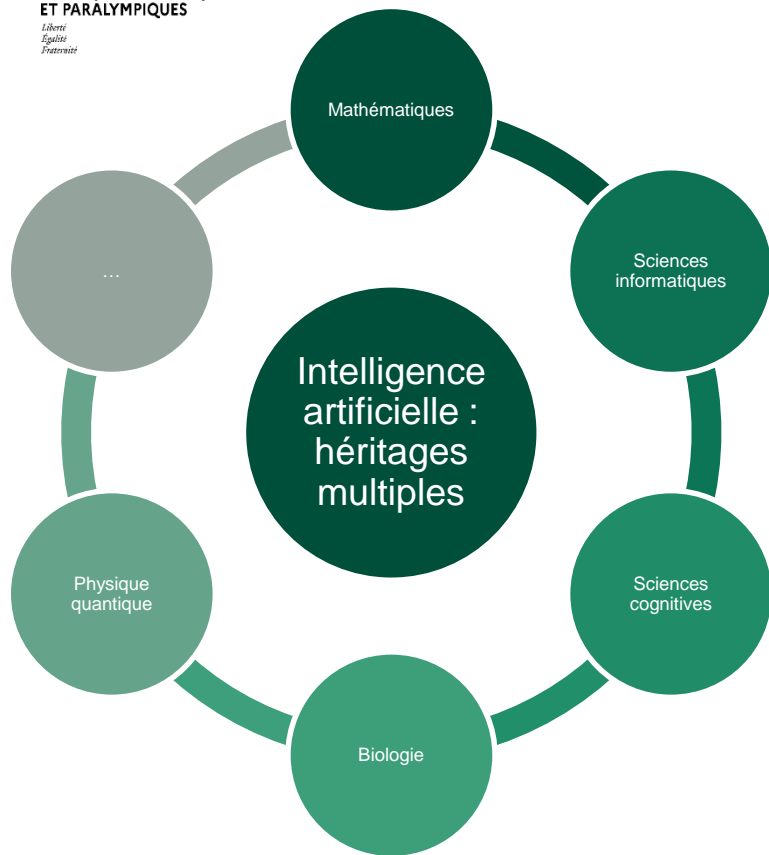 ET PARALYMPIQUES
Liberté
Égalité
Fraternité
Mathématiques
Sciences
informatiques
Sciences
cognitives
Biologie
Physique
quantique
...
Intelligence
artificielle :
héritages
multiples